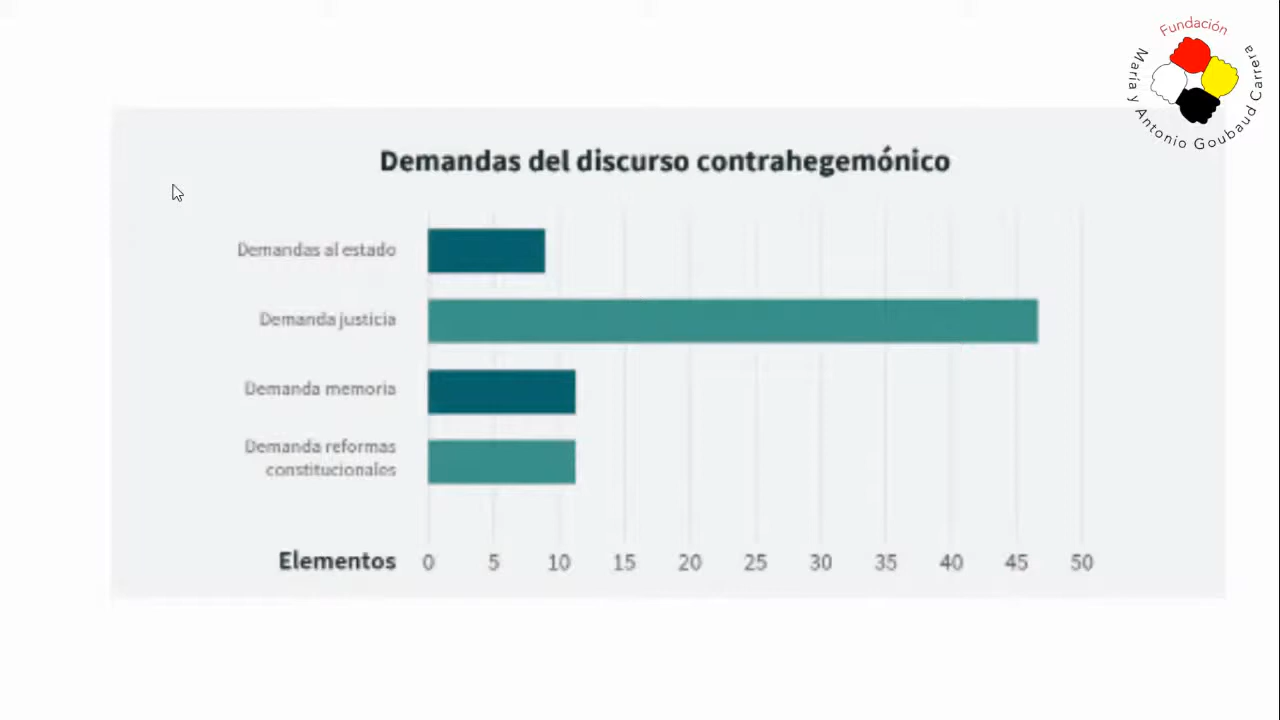 Fundación
María y Antonio Goubaud Carrera
Demandas del discurso contrahegemónico
Demandas al estado
Demanda justicia
Demanda memoria
Demanda reformas
constitucionales
Elementos 0 5 10 15 20 25 30 35 40 45 50